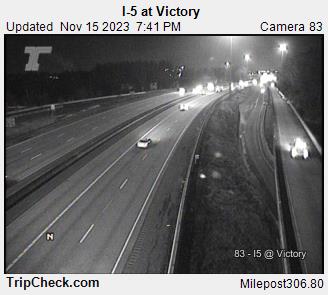 I-5 at Victory
Updated Nov 15 2023 7:41 PM Camera 83
T
N
83 - I5 @ Victory
TripCheck.com Milepost306.80